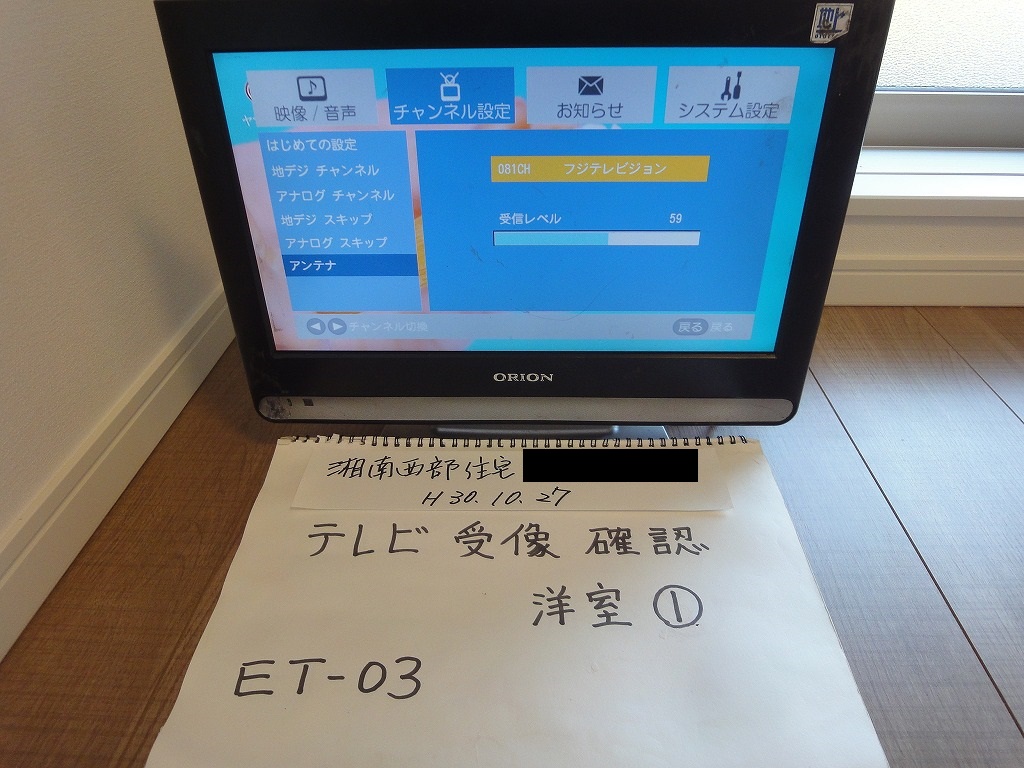 映像／音声
チャンネル設定
お知らせ
システム設定
はじめての設定
地デジ チャンネル
アナログ チャンネル
地デジ スキップ
アナログ スキップ
アンテナ
081CH フジテレビジョン
受信レベル 59
チャンネル切換
戻る 戻る
ORION
湘南西部住宅
H30.10.27
テレビ 受像 確認
洋室 ①
ET-03